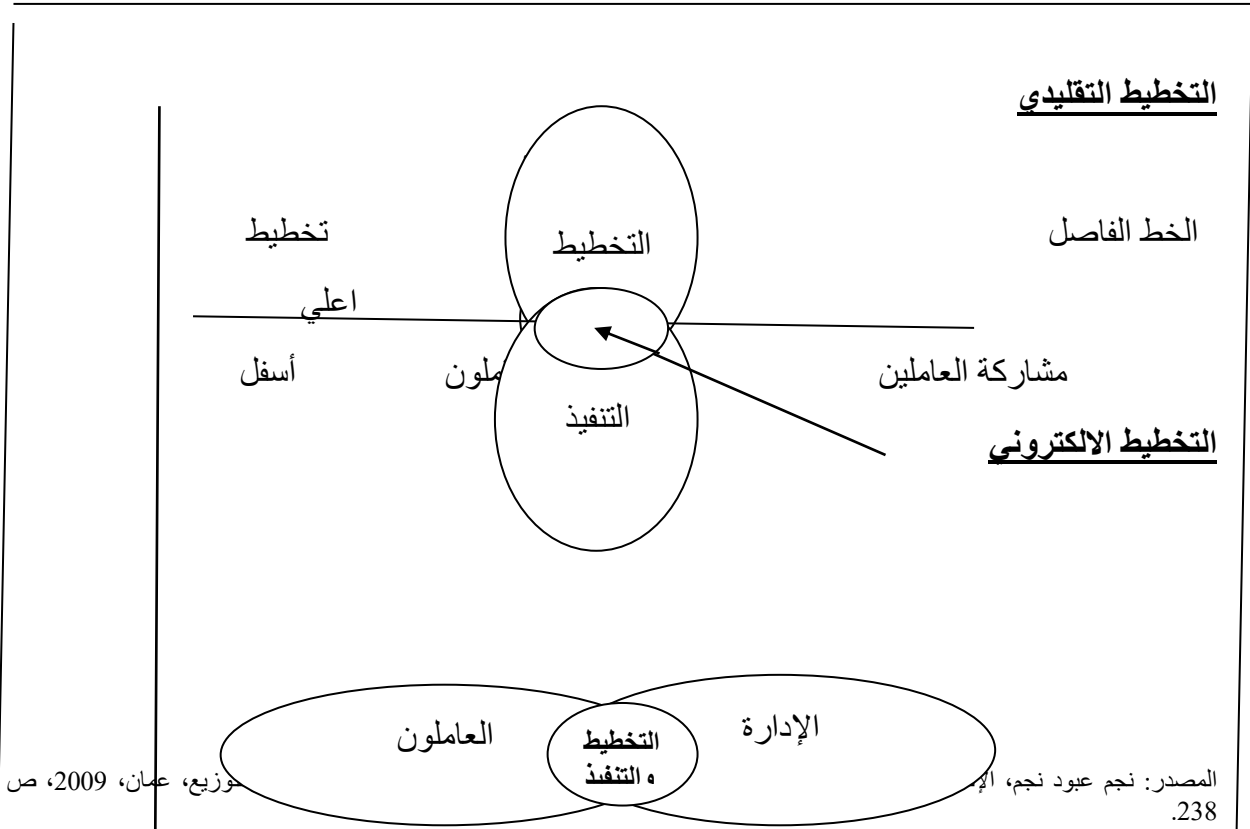 التخطيط التقليدي
الخط الفاصل
التخطيط
تخطيط
اعلي
مشاركة العاملين
أسفل
التنفيذ
التخطيط الالكتروني
الإدارة
العاملون
التخطيط
و التنفيذ
المصدر: نجم عبود نجم، عمان، 2009، ص
238.